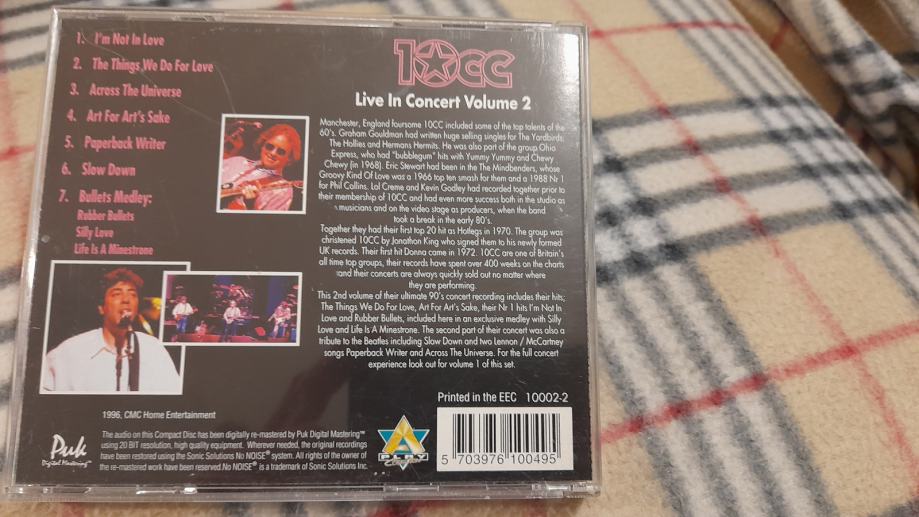 1. I'm Not In Love
2. The Things We Do For Love
3. Across The Universe
4. Art For Art's Sake
5. Paperback Writer
6. Slow Down
7. Bullets Medley:
Rubber Bullets
Silly Love
Life Is A Minestrone
10cc
Live In Concert Volume 2
Manchester, England foursome 10CC included some of the top talents of the
60's. Graham Gouldman had written huge selling singles for The Yardbirds,
The Hollies and Hermans Hermits. He was also part of the group Ohio
Express, who had "bubblegum" hits with Yummy Yummy and Chewy
Chewy (in 1968). Eric Stewart had been in The Mindbenders, whose
Groovy Kind Of Love was a 1966 top ten smash for them and a 1988 Nr 1
for Phil Collins. Lol Creme and Kevin Godley had recorded together prior to
their membership of 10CC and had even more success both in the studio as
musicians and on the video stage as producers, when the band
took a break in the early 80's.
Together they had their first top 20 hit as Hotlegs in 1970. The group was
christened 10CC by Jonathon King who signed them to his newly formed
UK records. Their first hit Donna came in 1972. 10CC are one of Britain's
all time top groups, their records have spent over 400 weeks on the charts
and their concerts are always quickly sold out no matter where
they are performing.
This 2nd volume of their ultimate 90's concert recording includes their hits;
The Things We Do For Love, Art For Art's Sake, their Nr 1 hits I'm Not In
Love and Rubber Bullets, included here in an exclusive medley with Silly
Love and Life Is A Minestrone. The second part of their concert was also a
tribute to the Beatles including Slow Down and two Lennon / McCartney
songs Paperback Writer and Across The Universe. For the full concert
experience look out for volume 1 of this set.
Printed in the EEC 10002-2
1996, CMC Home Entertainment
Puk
Digital Mastering
The audio on this Compact Disc has been digitally re-mastered by Puk Digital Mastering™
using 20 BIT resolution, high quality equipment. Wherever needed, the original recordings
have been restored using the Sonic Solutions No NOISE® system. All rights of the owner of
the re-mastered work have been reserved.No NOISE® is a trademark of Sonic Solutions Inc.
PLAY
5 703976 100495